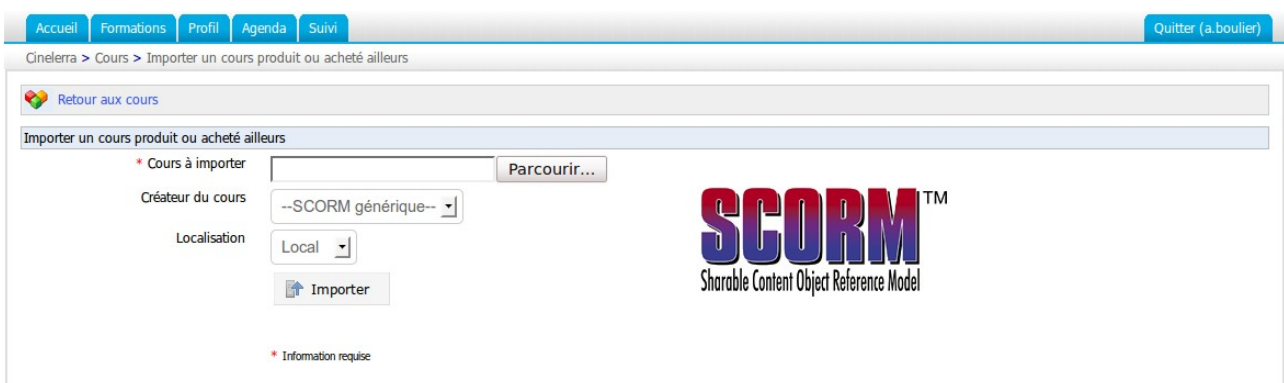 Accueil Formations Profil Agenda Suivi Quitter (a.boulier)
Cinelerra > Cours > Importer un cours produit ou acheté ailleurs
Retour aux cours
Importer un cours produit ou acheté ailleurs
* Cours à importer Parcourir...
Créateur du cours --SCORM générique--
Localisation Local
SCORM™
Sharable Content Object Reference Model
Importer
* Information requise